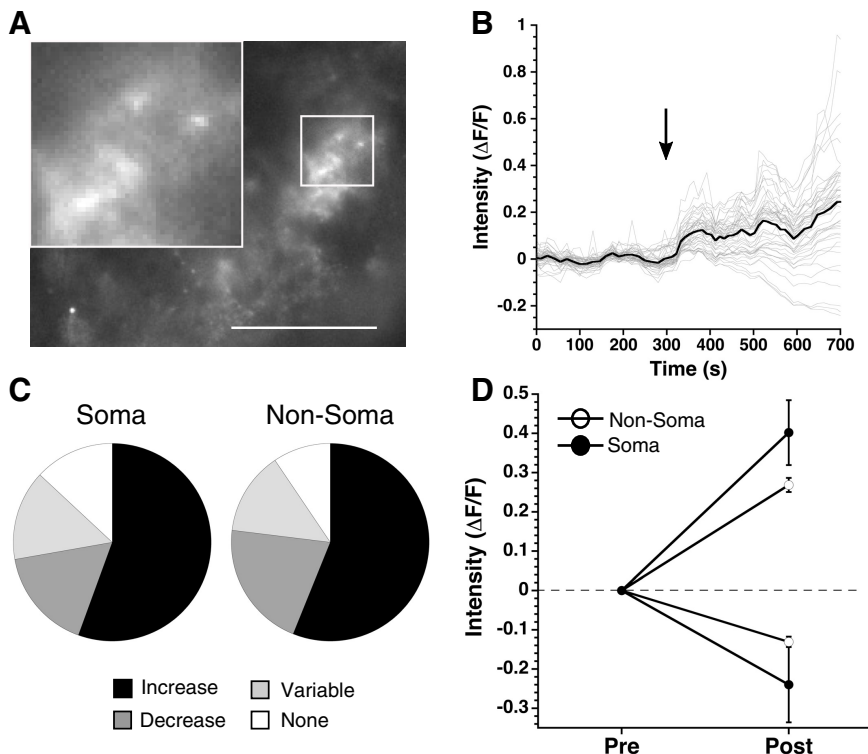 A
B
1
0.8
0.6
0.4
0.2
0
-0.2
Intensity (ΔF/F)
0 100 200 300 400 500 600 700
Time (s)
C
Soma
Non-Soma
Increase
Variable
Decrease
None
D
Non-Soma
Soma
0.5
0.4
0.3
0.2
0.1
0
-0.1
-0.2
-0.3
Intensity (ΔF/F)
Pre
Post